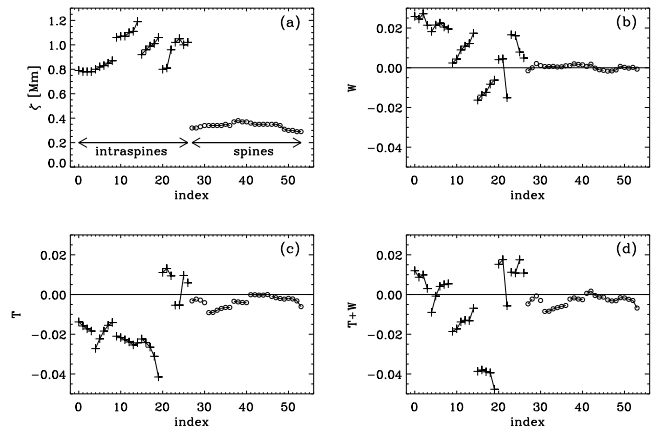 (a)
ζ [Mm]
1.2
1.0
0.8
0.6
0.4
0.2
0.0
intraspines
spines
0 10 20 30 40 50
index
(b)
W
0.02
0.00
−0.02
−0.04
0 10 20 30 40 50
index
(c)
T
0.02
0.00
−0.02
−0.04
0 10 20 30 40 50
index
(d)
T+W
0.02
0.00
−0.02
−0.04
0 10 20 30 40 50
index